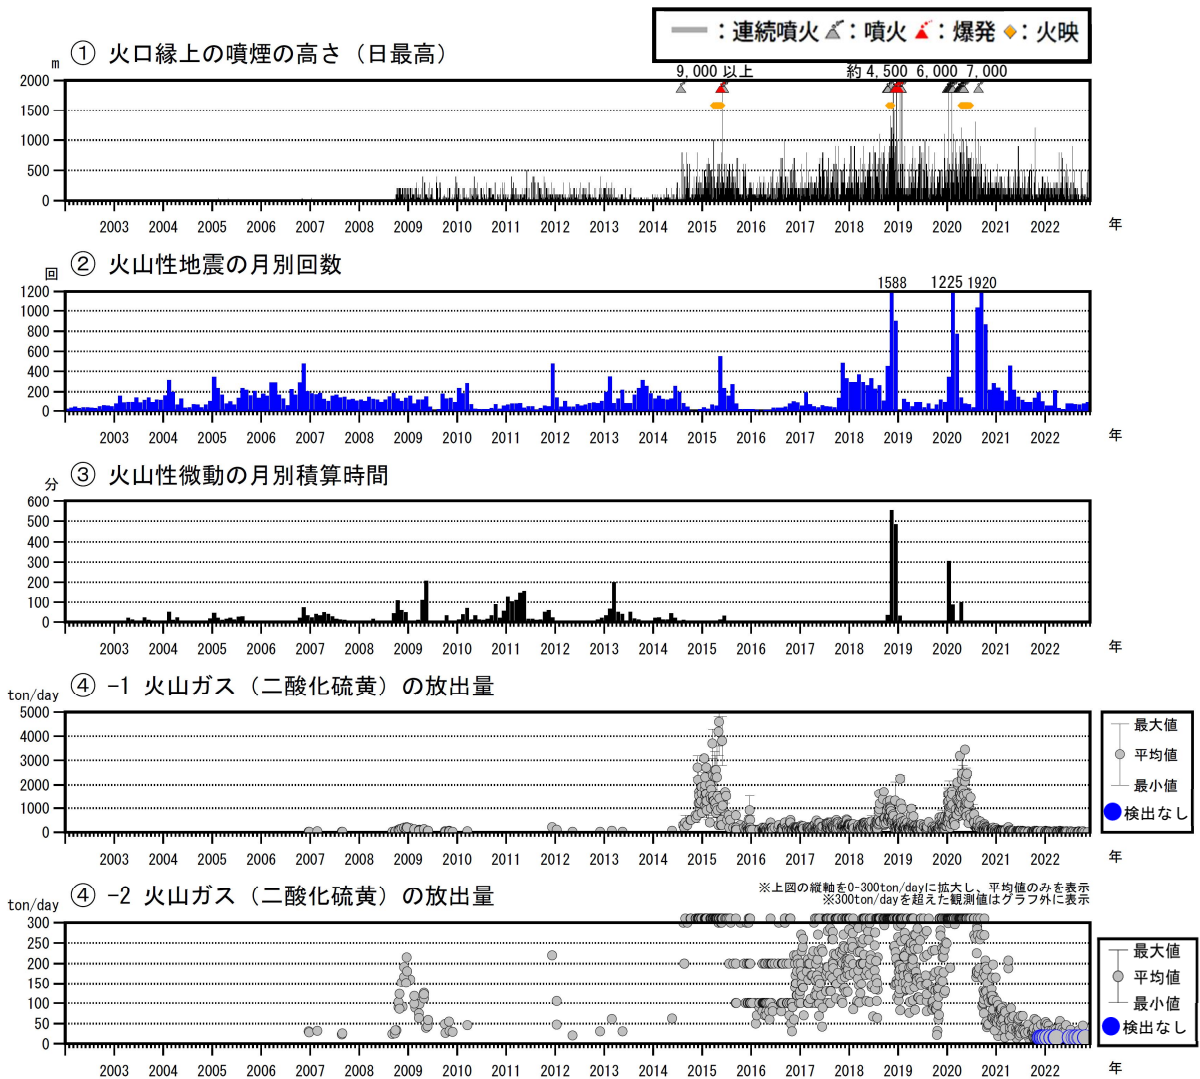 ：連続噴火 ：噴火 ：爆発 ：火映
① 火口縁上の噴煙の高さ（日最高）
m
9,000 以上 約 4,500 6,000 7,000
2000
1500
1000
500
0
2003 2004 2005 2006 2007 2008 2009 2010 2011 2012 2013 2014 2015 2016 2017 2018 2019 2020 2021 2022 年
② 火山性地震の月別回数
回
1588 1225 1920
1200
1000
800
600
400
200
0
2003 2004 2005 2006 2007 2008 2009 2010 2011 2012 2013 2014 2015 2016 2017 2018 2019 2020 2021 2022 年
③ 火山性微動の月別積算時間
分
600
500
400
300
200
100
0
2003 2004 2005 2006 2007 2008 2009 2010 2011 2012 2013 2014 2015 2016 2017 2018 2019 2020 2021 2022 年
④ -1 火山ガス（二酸化硫黄）の放出量
ton/day
5000
4000
3000
2000
1000
0
最大値
平均値
最小値
検出なし
2003 2004 2005 2006 2007 2008 2009 2010 2011 2012 2013 2014 2015 2016 2017 2018 2019 2020 2021 2022 年
④ -2 火山ガス（二酸化硫黄）の放出量
※上図の縦軸を0-300ton/dayに拡大し、平均値のみを表示
※300ton/dayを超えた観測値はグラフ外に表示
ton/day
300
250
200
150
100
50
0
最大値
平均値
最小値
検出なし
2003 2004 2005 2006 2007 2008 2009 2010 2011 2012 2013 2014 2015 2016 2017 2018 2019 2020 2021 2022 年